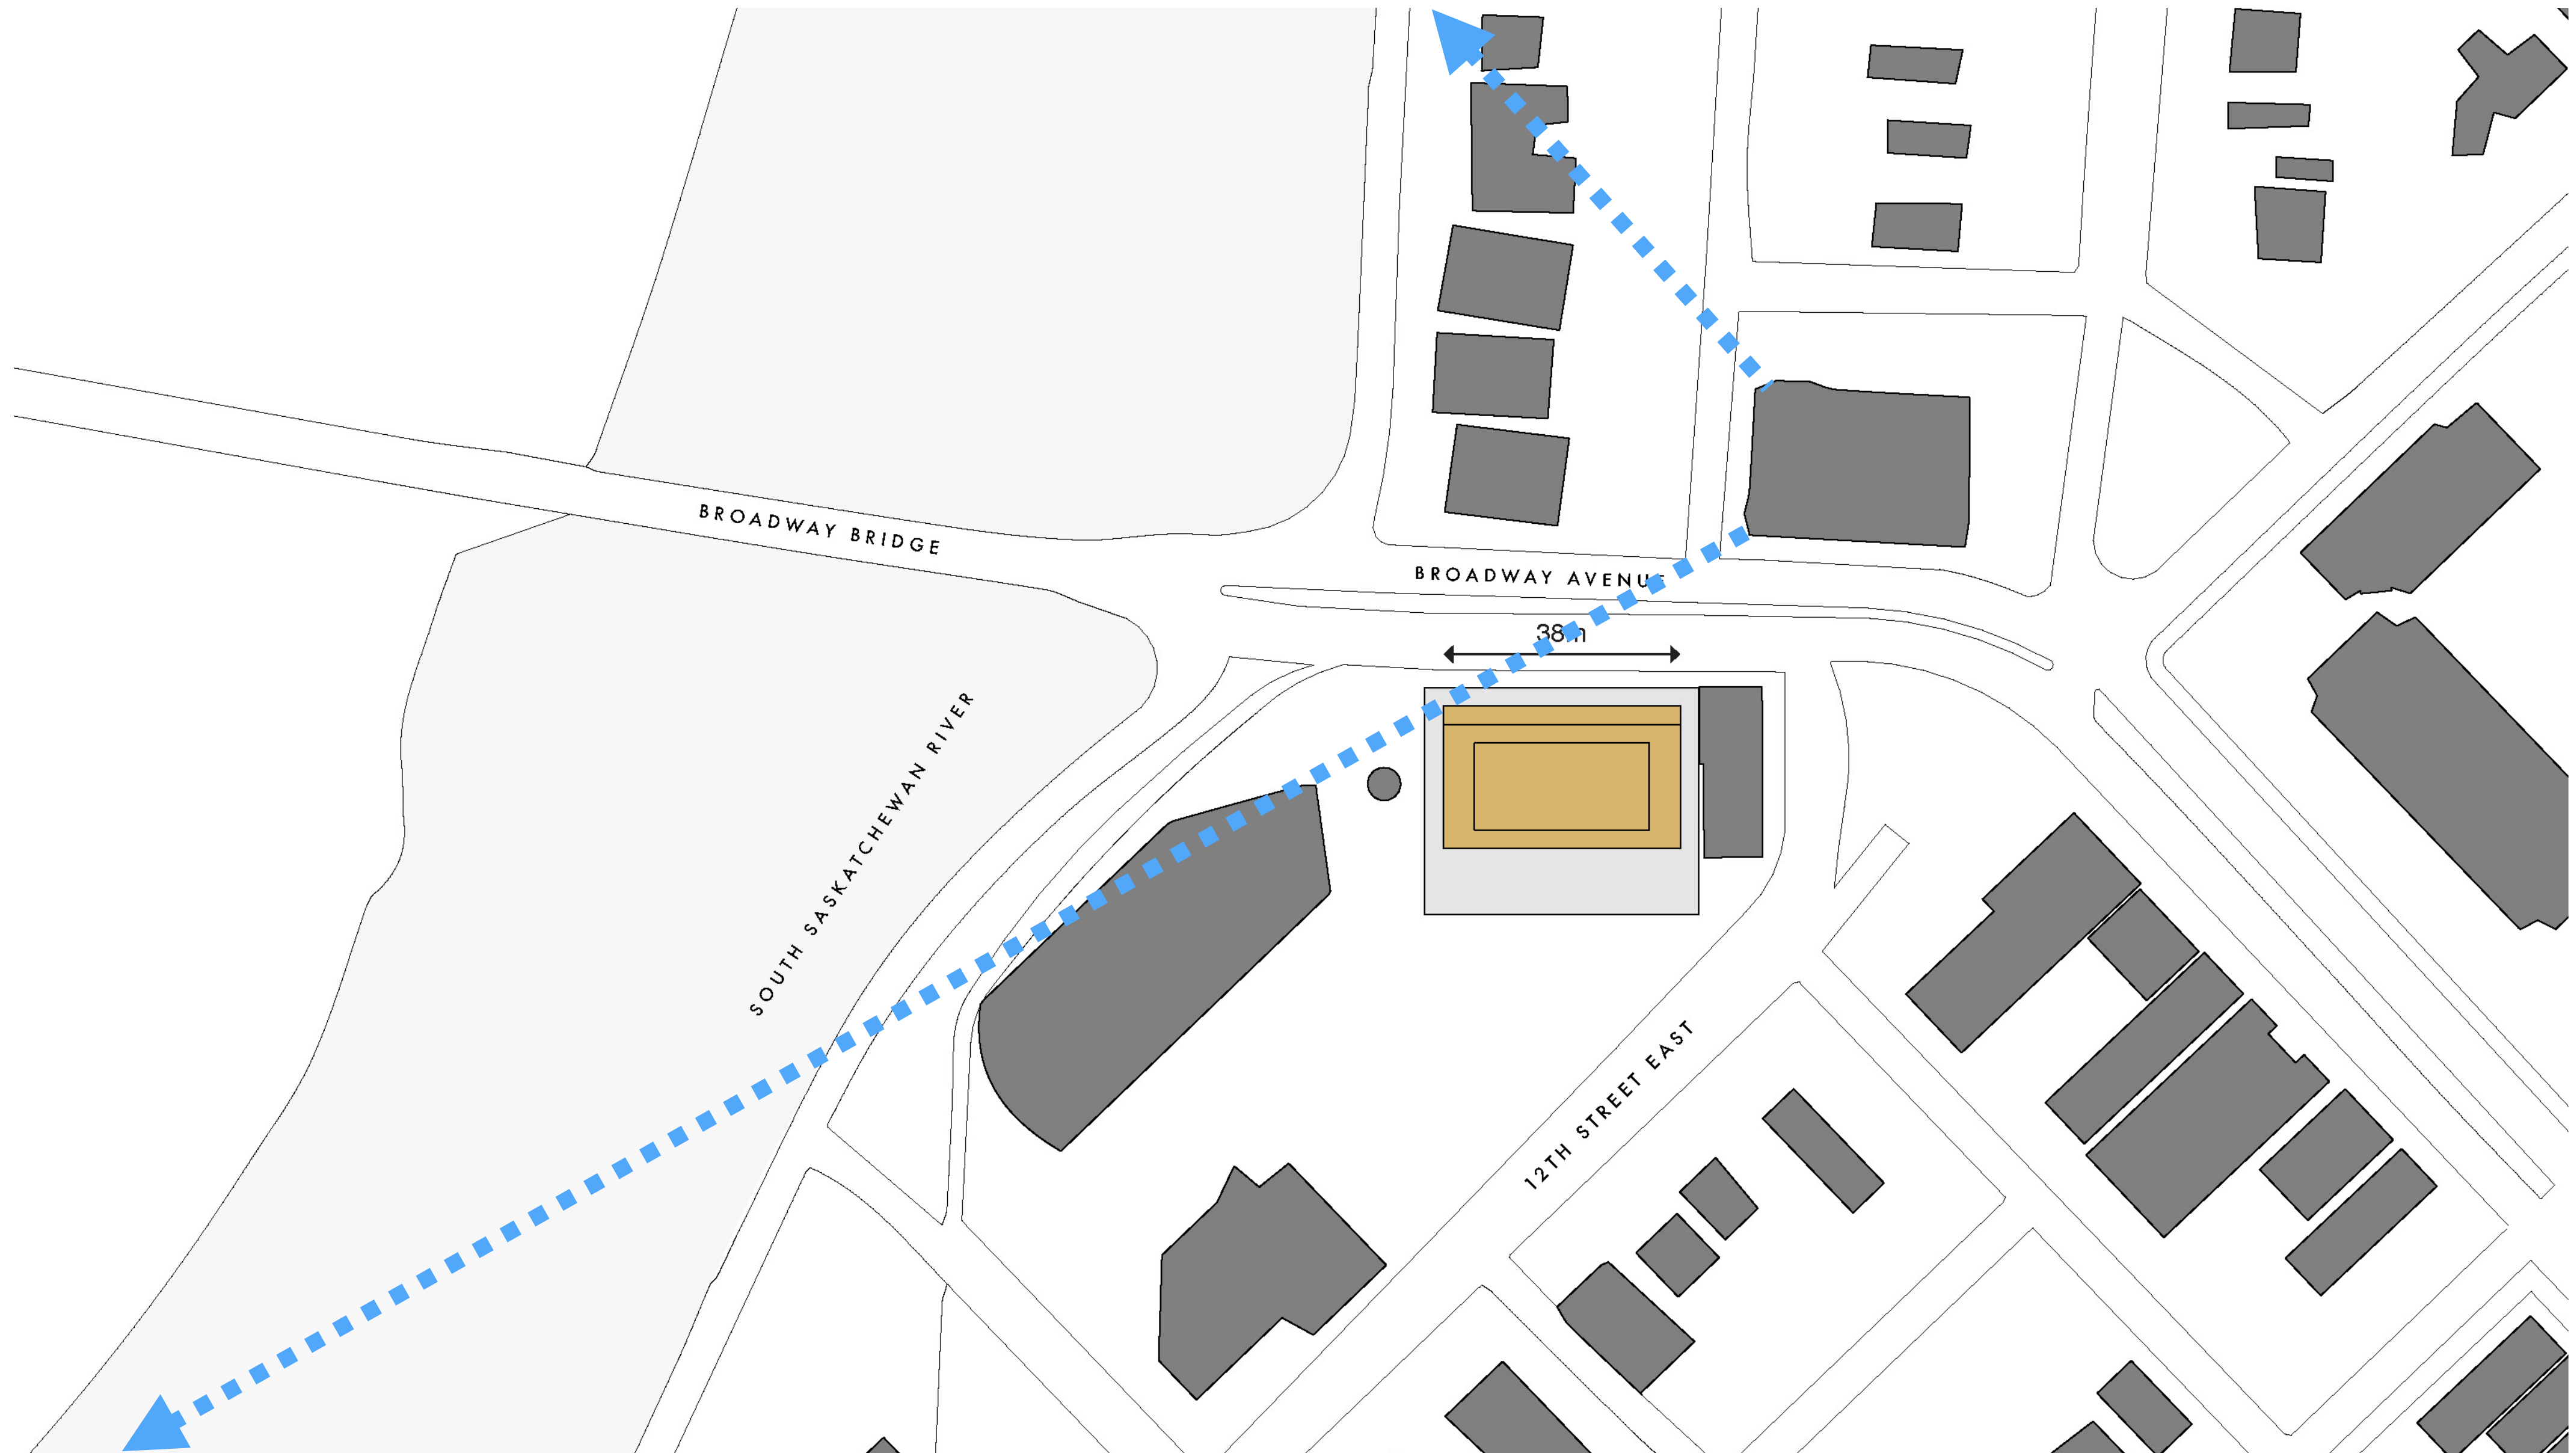 BROADWAY BRIDGE
BROADWAY AVENUE
38m
SOUTH SASKATCHEWAN RIVER
12TH STREET EAST